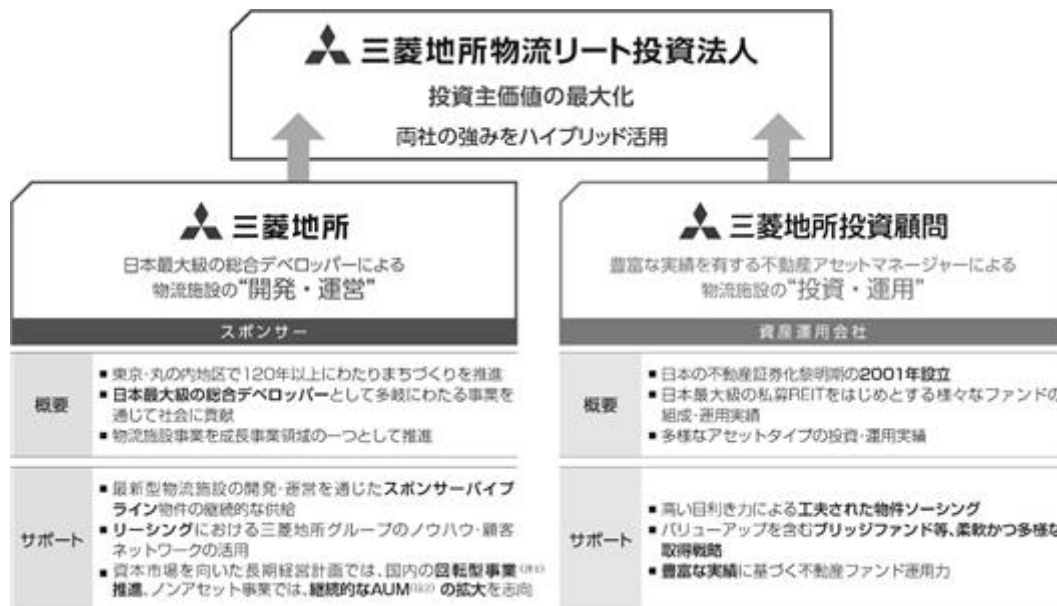 三菱地所物流リート投資法人
投資主価値の最大化
両社の強みをハイブリッド活用
三菱地所
日本最大級の総合デベロッパーによる
物流施設の"開発・運営"
スポンサー
概要
■ 東京・丸の内地区で120年以上にわたりまちづくりを推進
■ 日本最大級の総合デベロッパーとして多岐にわたる事業を
通じて社会に貢献
■ 物流施設事業を成長事業領域の一つとして推進
サポート
■ 最新型物流施設の開発・運営を通じたスポンサーパイプ
ライン物件の継続的な供給
■ リーシングにおける三菱地所グループのノウハウ・顧客
ネットワークの活用
■ 資本市場を向いた長期経営計画では、国内の回転型事業
推進、ノンアセット事業では、継続的なAUM の拡大を志向
三菱地所投資顧問
豊富な実績を有する不動産アセットマネージャーによる
物流施設の"投資・運用"
資産運用会社
概要
■ 日本の不動産証券化黎明期の2001年設立
■ 日本最大級の私募REITをはじめとする様々なファンドの
組成・運用実績
■ 多様なアセットタイプの投資・運用実績
サポート
■ 高い目利き力による工夫された物件ソーシング
■ バリューアップを含むブリッジファンド等、柔軟かつ多様な
取得戦略
■ 豊富な実績に基づく不動産ファンド運用力